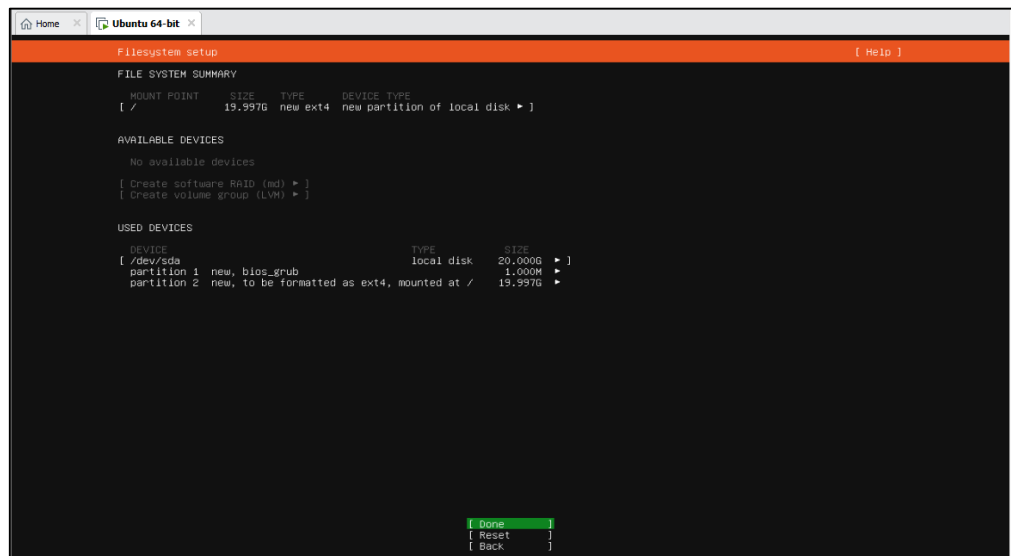 Home × Ubuntu 64-bit ×
Filesystem setup [ Help ]
FILE SYSTEM SUMMARY
MOUNT POINT SIZE TYPE DEVICE TYPE
[ / 19.997G new ext4 new partition of local disk ► ]
AVAILABLE DEVICES
No available devices
[ Create software RAID (md) ► ]
[ Create volume group (LVM) ► ]
USED DEVICES
DEVICE TYPE SIZE
[ /dev/sda local disk 20.000G ► ]
partition 1 new, bios_grub 1.000M ►
partition 2 new, to be formatted as ext4, mounted at / 19.997G ►
[ Done ]
[ Reset ]
[ Back ]